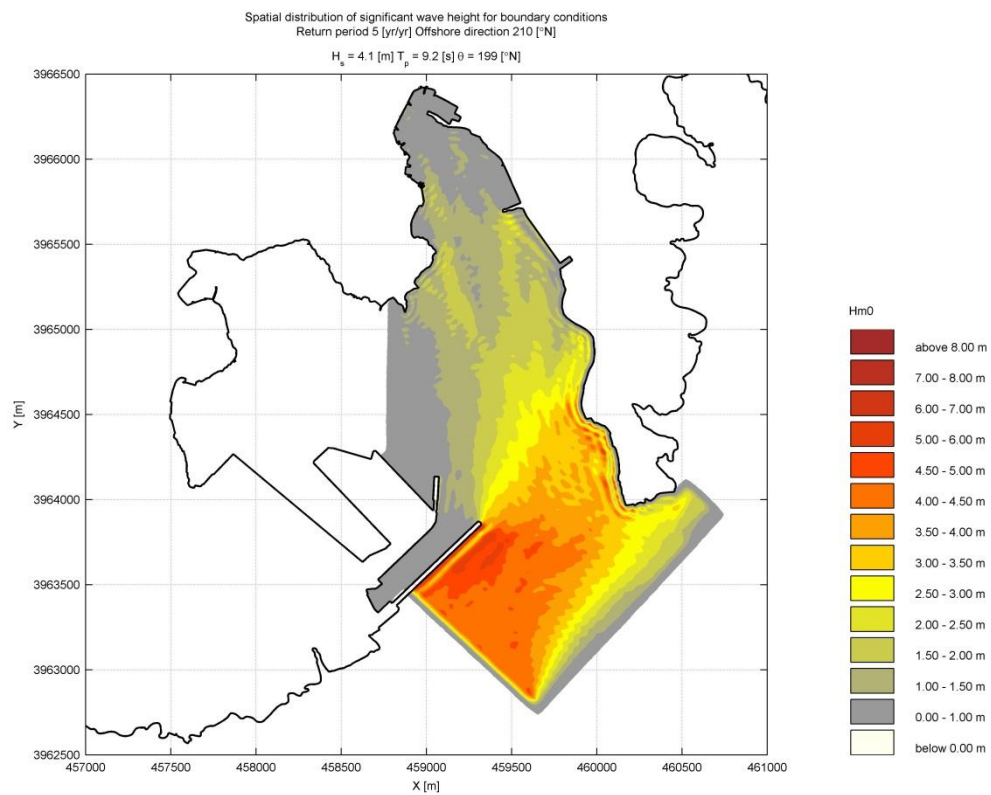 Spatial distribution of significant wave height for boundary conditions
Return period 5 [yr/yr] Offshore direction 210 [°N]
H_s = 4.1 [m] T_p = 9.2 [s] θ = 199 [°N]
3966500
3966000
3965500
3965000
3964500
3964000
3963500
3963000
3962500
Y [m]
457000 457500 458000 458500 459000 459500 460000 460500 461000
X [m]
Hm0
above 8.00 m
7.00 - 8.00 m
6.00 - 7.00 m
5.00 - 6.00 m
4.50 - 5.00 m
4.00 - 4.50 m
3.50 - 4.00 m
3.00 - 3.50 m
2.50 - 3.00 m
2.00 - 2.50 m
1.50 - 2.00 m
1.00 - 1.50 m
0.00 - 1.00 m
below 0.00 m